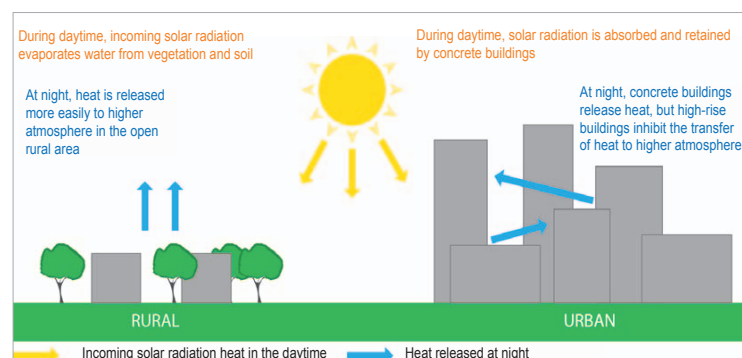 During daytime, incoming solar radiation
evaporates water from vegetation and soil
At night, heat is released
more easily to higher
atmosphere in the open
rural area
During daytime, solar radiation is absorbed and retained
by concrete buildings
At night, concrete buildings
release heat, but high-rise
buildings inhibit the transfer
of heat to higher atmosphere
RURAL
URBAN
Incoming solar radiation heat in the daytime
Heat released at night